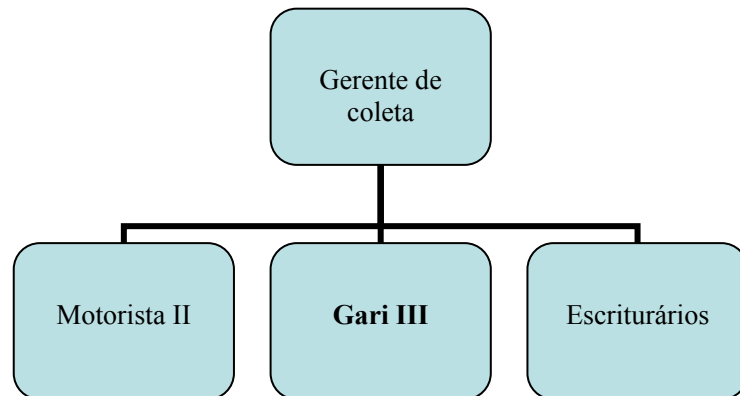 Gerente de
coleta
Motorista II
Gari III
Escriturários